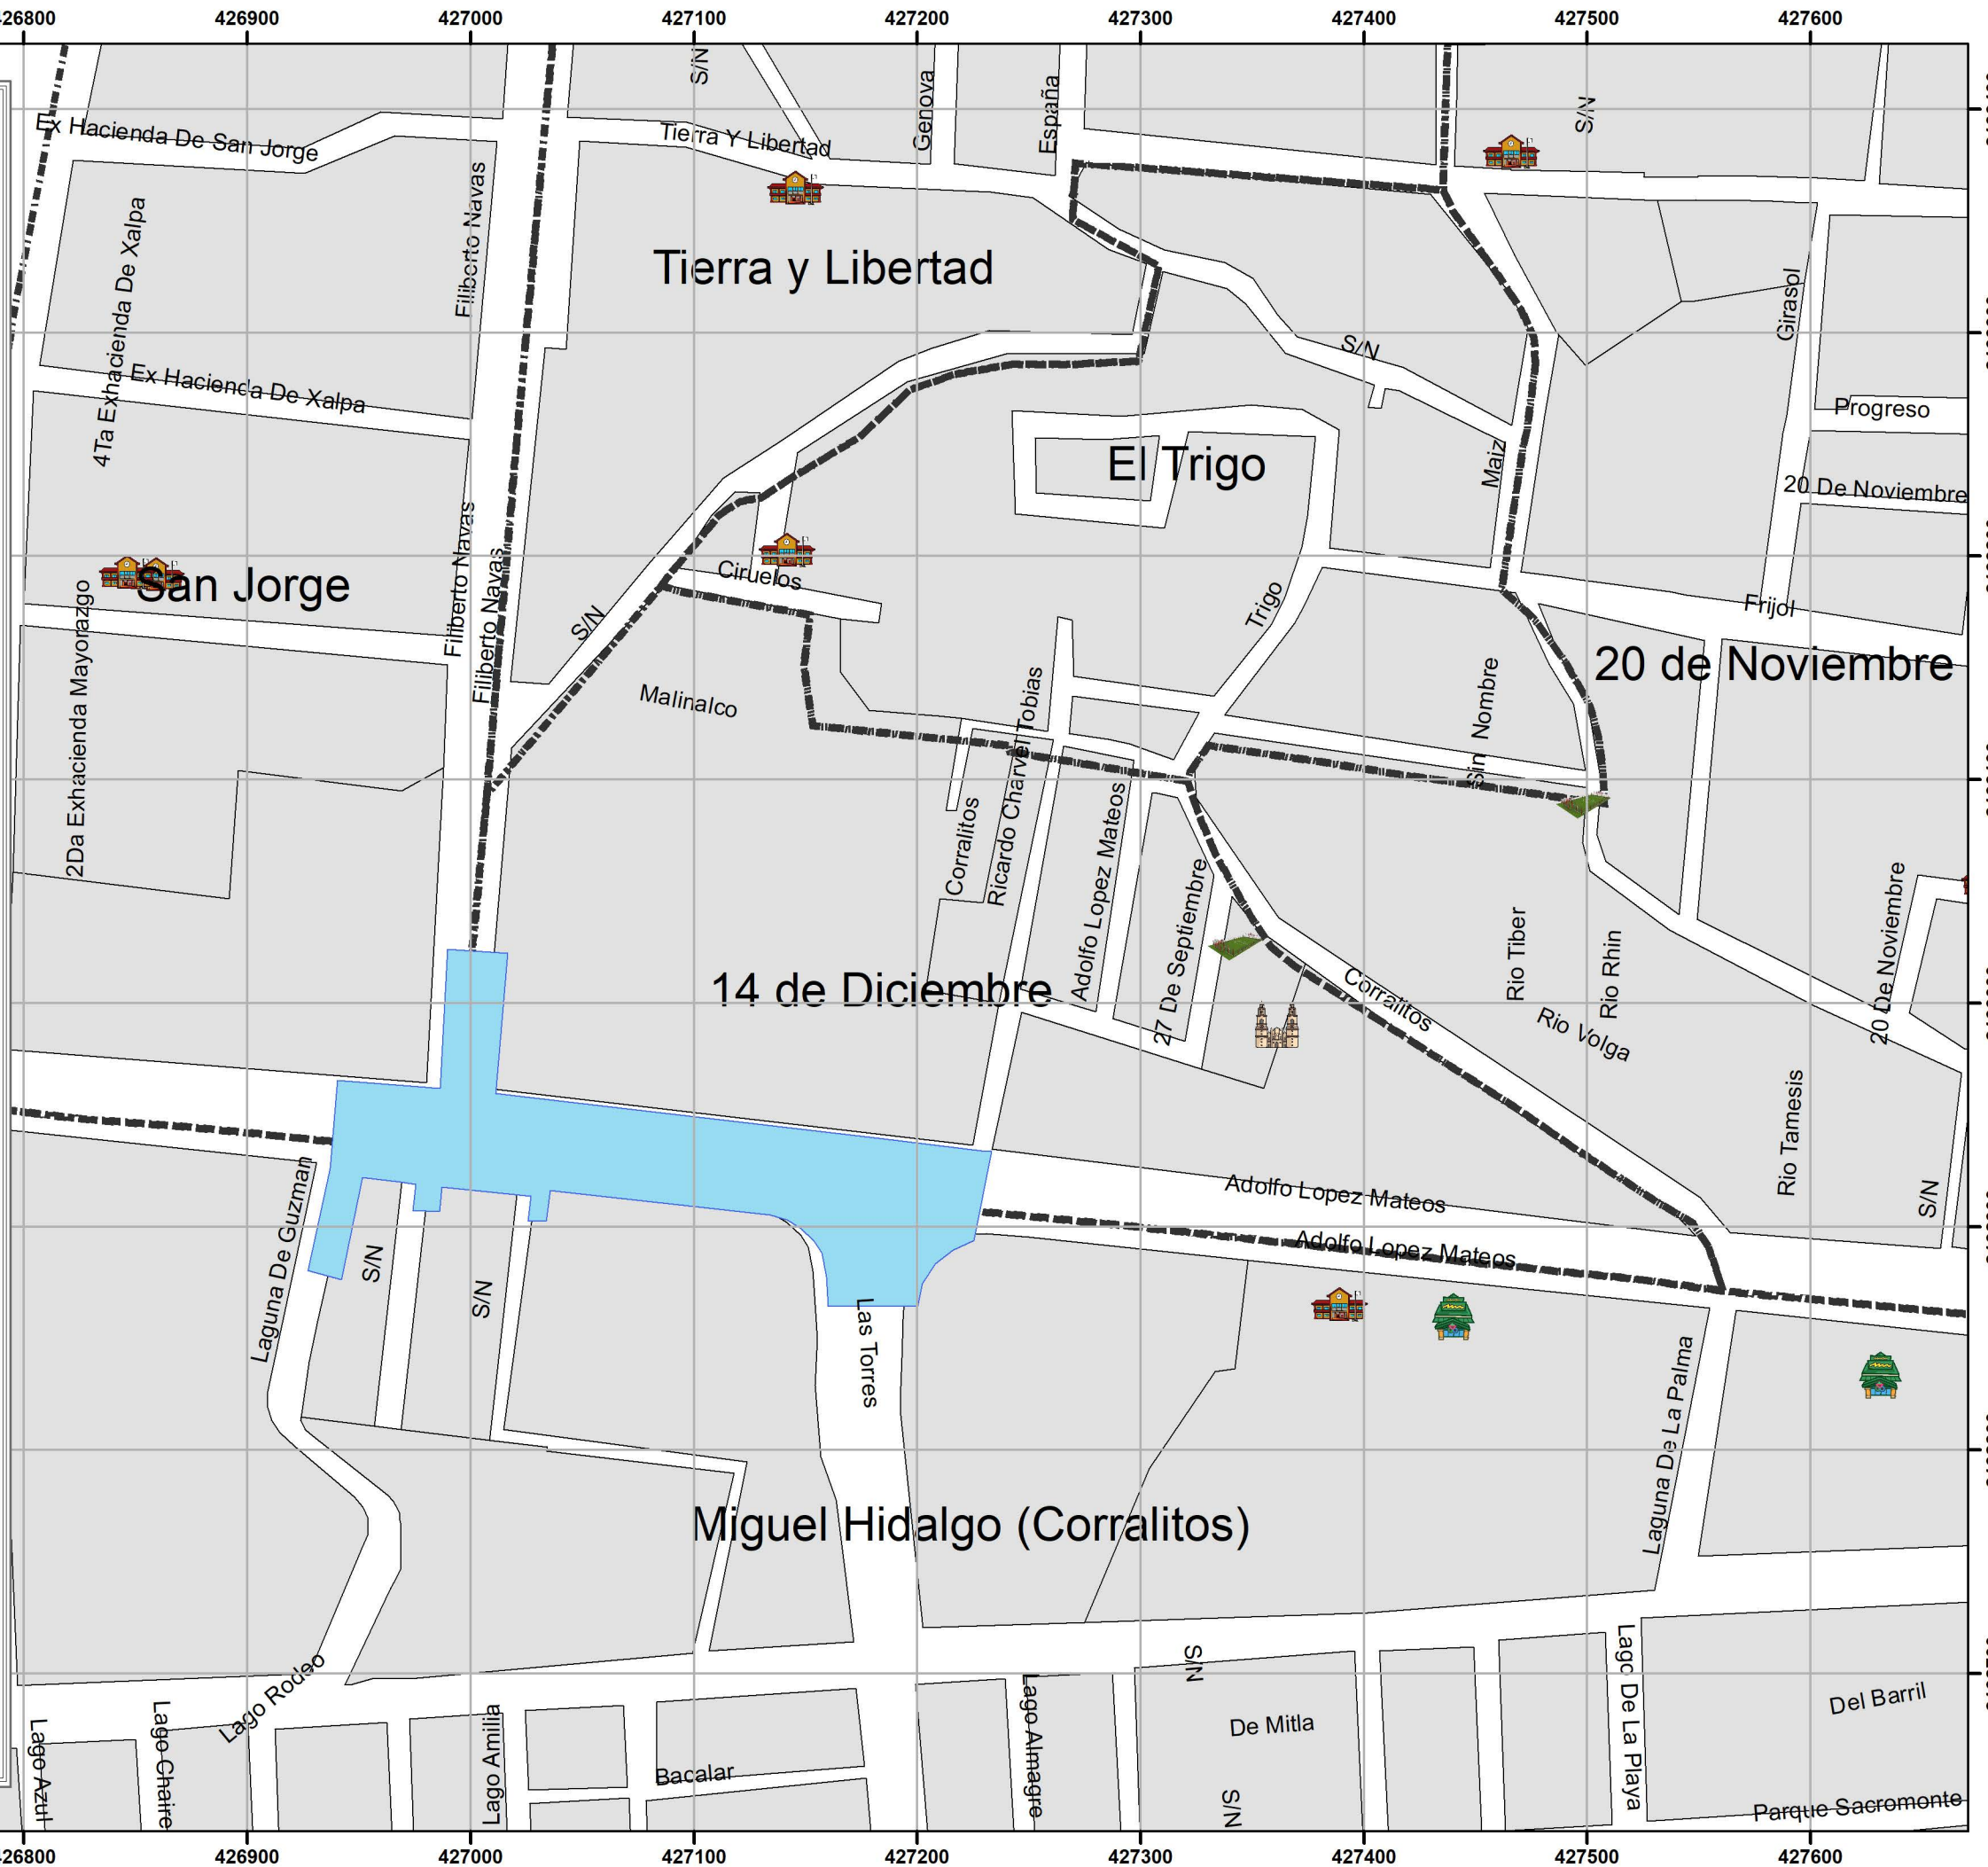 426800 426900 427000 427100 427200 427300 427400 427500 427600
S/N
Genova
España
S/N
Ex Hacienda De San Jorge
Tierra Y Libertad
Filiberto Navas
4Ta Exhacienda De Xalpa
Tierra y Libertad
Girasol
S/N
Ex Hacienda De Xalpa
Progreso
El Trigo
Maiz
20 De Noviembre
Filiberto Navas
Filiberto Navas
San Jorge
Ciruelos
Trigo
Frijol
S/N
2Da Exhacienda Mayorazgo
20 de Noviembre
Malinalco
Ricardo Charvel Tobias
Sin Nombre
Corralitos
Adolfo Lopez Mateos
27 De Septiembre
20 De Noviembre
Rio Tiber
Rio Rhin
14 de Diciembre
Corralitos
Rio Volga
Rio Tamesis
Laguna De Guzman
Adolfo Lopez Mateos
S/N
S/N
Adolfo Lopez Mateos
S/N
Las Torres
Laguna De La Palma
Miguel Hidalgo (Corralitos)
Lago Rodeo
S/N
Lago De La Playa
Del Barril
Lago Azul
Lago Chaire
Lago Amilia
Lago Almagre
De Mitla
Bacalar
S/N
Parque Sacromonte
426800 426900 427000 427100 427200 427300 427400 427500 427600